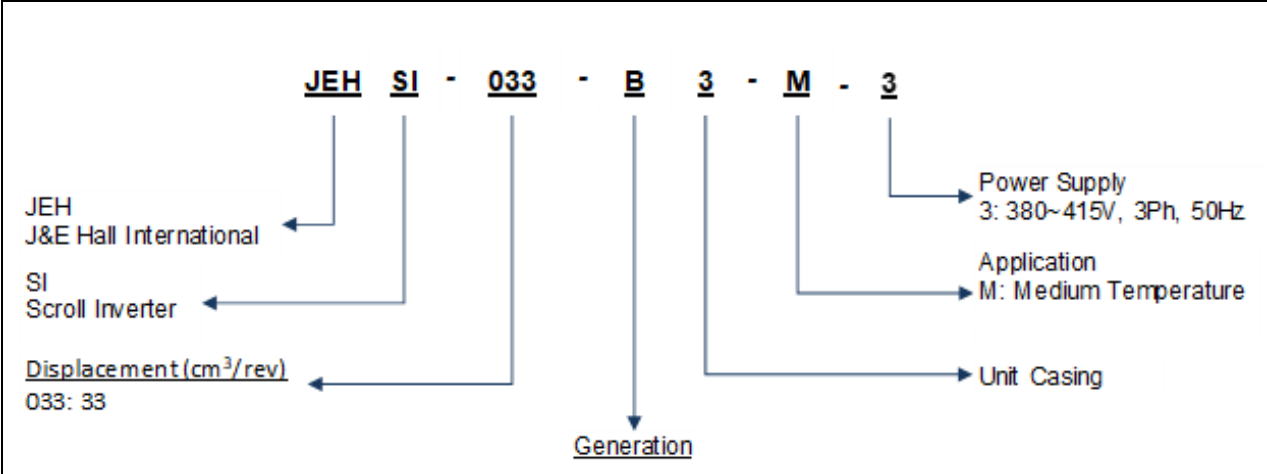 JEH SI - 033 - B 3 - M - 3
JEH
J&E Hall International
SI
Scroll Inverter
Displacement (cm³/rev)
033: 33
Generation
Power Supply
3: 380~415V, 3Ph, 50Hz
Application
M: Medium Temperature
Unit Casing